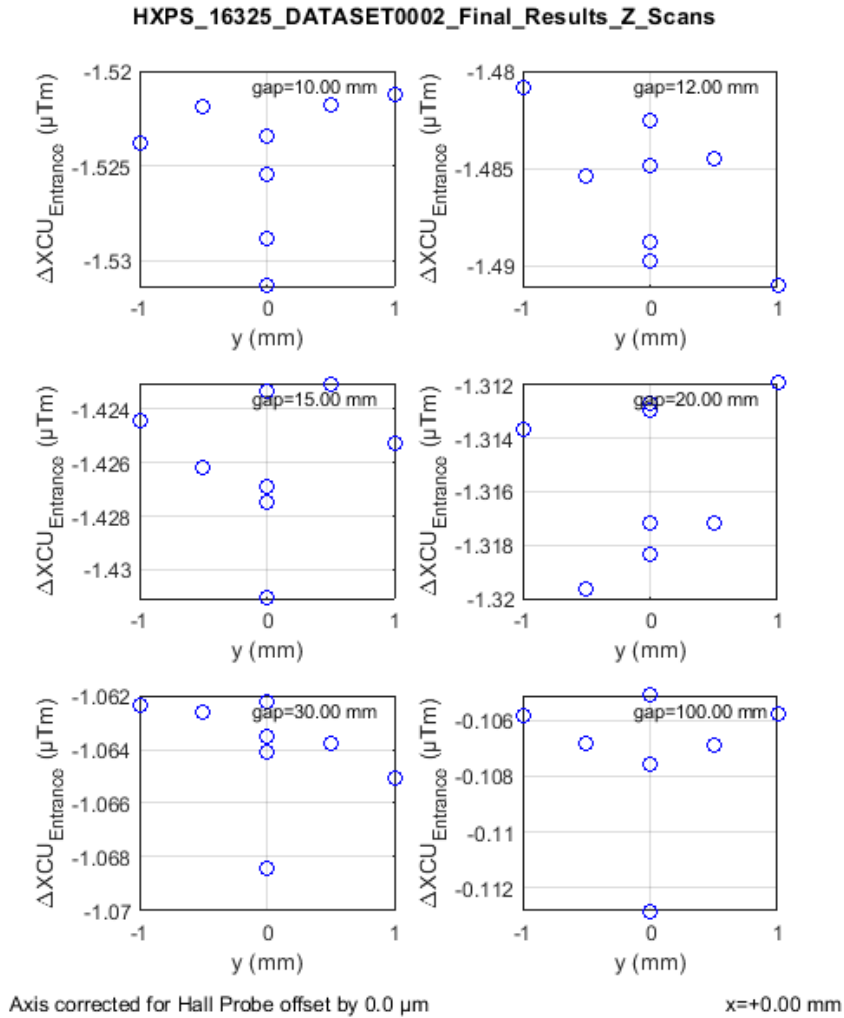 HXPS_16325_DATASET0002_Final_Results_Z_Scans
gap=10.00 mm
ΔXCU_Entrance (µTm)
-1.52
-1.525
-1.53
-1 0 1
y (mm)
gap=12.00 mm
ΔXCU_Entrance (µTm)
-1.48
-1.485
-1.49
-1 0 1
y (mm)
gap=15.00 mm
ΔXCU_Entrance (µTm)
-1.424
-1.426
-1.428
-1.43
-1 0 1
y (mm)
gap=20.00 mm
ΔXCU_Entrance (µTm)
-1.312
-1.314
-1.316
-1.318
-1.32
-1 0 1
y (mm)
gap=30.00 mm
ΔXCU_Entrance (µTm)
-1.062
-1.064
-1.066
-1.068
-1.07
-1 0 1
y (mm)
gap=100.00 mm
ΔXCU_Entrance (µTm)
-0.106
-0.108
-0.11
-0.112
-1 0 1
y (mm)
Axis corrected for Hall Probe offset by 0.0 µm
x=+0.00 mm